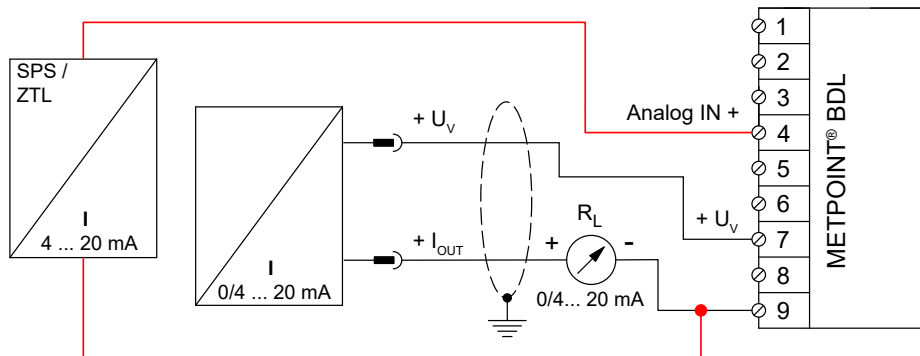 SPS /
ZTL
I
4 ... 20 mA
I
0/4 ... 20 mA
+ U_V
+ I_OUT
+
R_L
-
0/4... 20 mA
Analog IN +
+ U_V
1
2
3
4
5
6
7
8
9
METPOINT® BDL